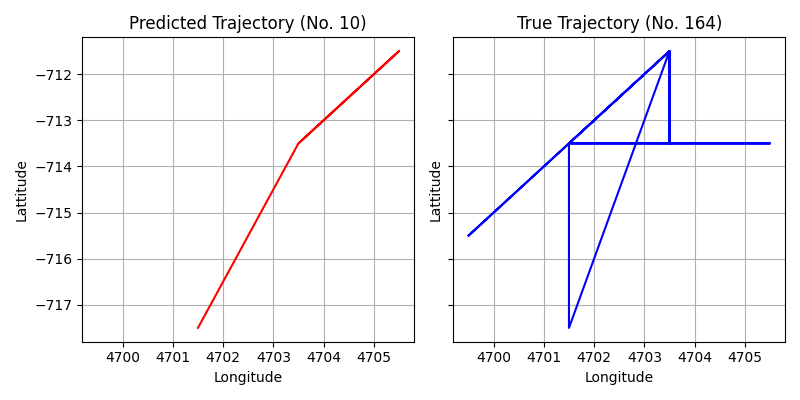 Predicted Trajectory (No. 10)
True Trajectory (No. 164)
Lattitude
−712
−713
−714
−715
−716
−717
4700 4701 4702 4703 4704 4705
Longitude
Lattitude
4700 4701 4702 4703 4704 4705
Longitude